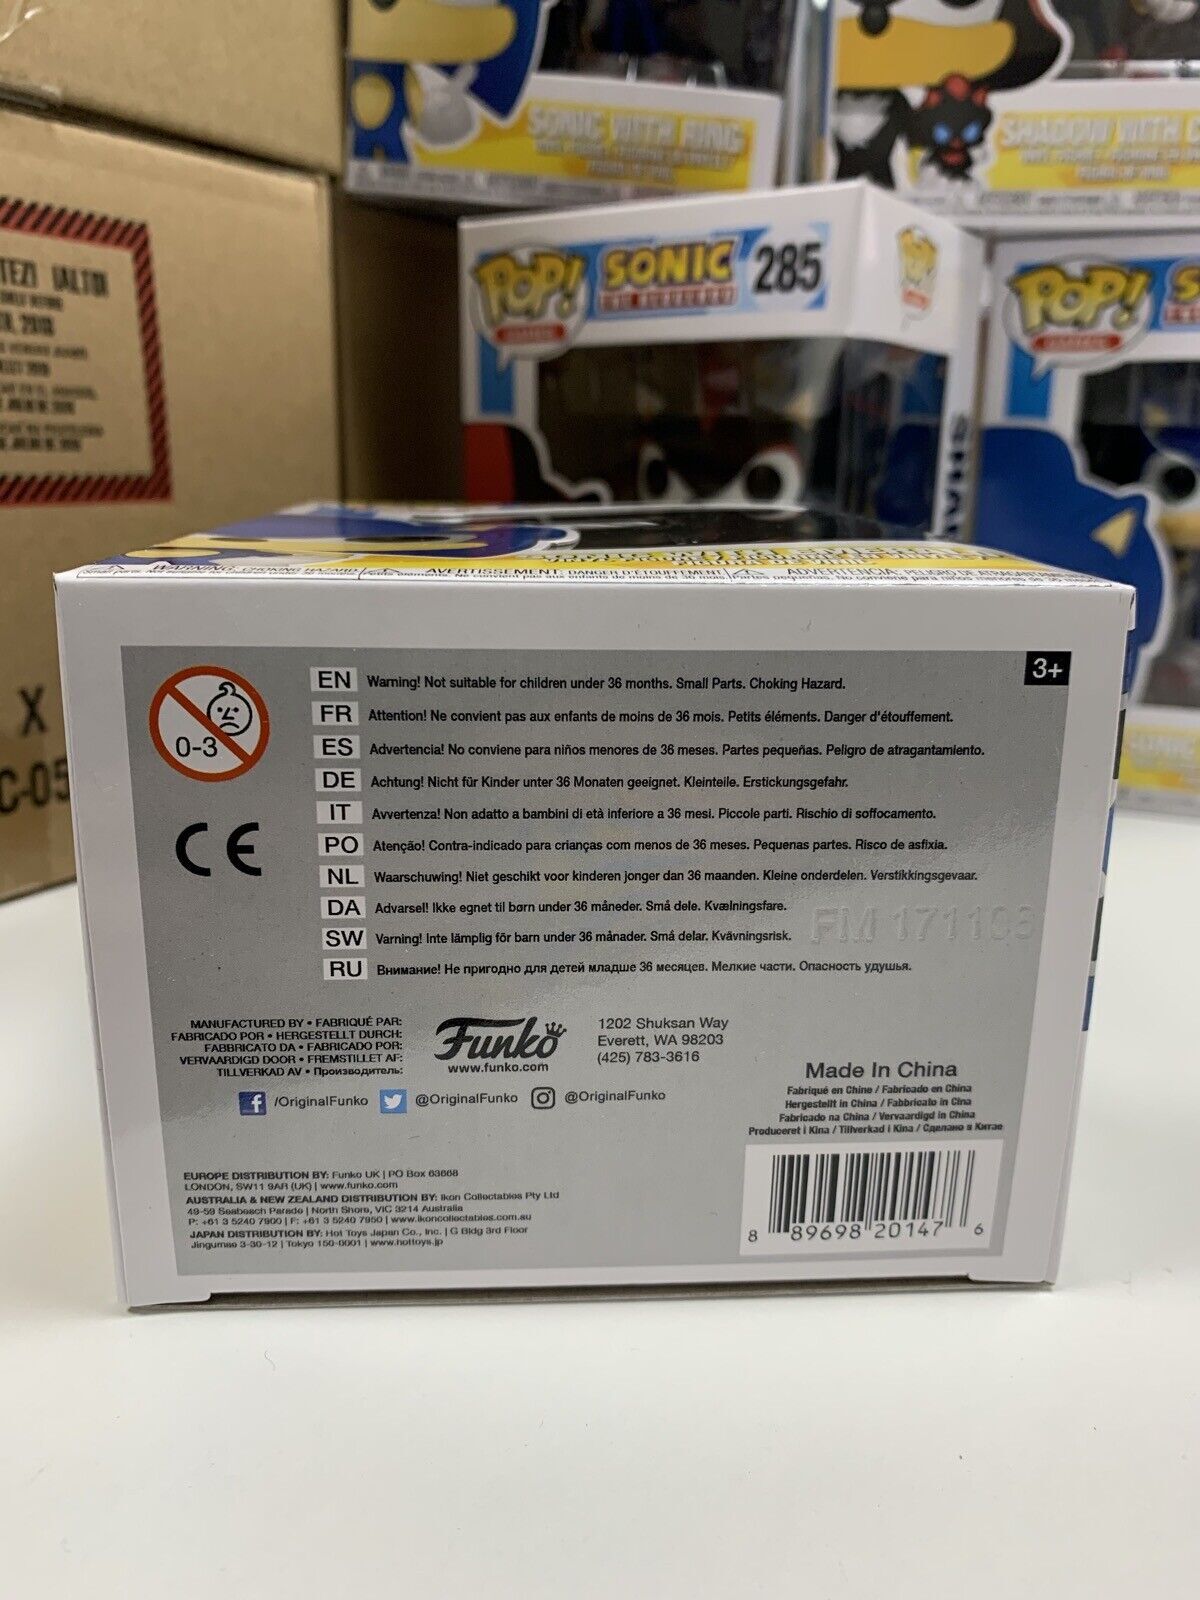 SONIC WITH RING
SHADOW WITH
POP!
SONIC
THE HEDGEHOG
285
POP!
2018
X
C-05
WARNING: CHOKING HAZARD
AVERTISSEMENT: DANGER D'ÉTOUFFEMENT
0-3
3+
EN Warning! Not suitable for children under 36 months. Small Parts. Choking Hazard.
FR Attention! Ne convient pas aux enfants de moins de 36 mois. Petits éléments. Danger d'étouffement.
ES Advertencia! No conviene para niños menores de 36 meses. Partes pequeñas. Peligro de atragantamiento.
DE Achtung! Nicht für Kinder unter 36 Monaten geeignet. Kleinteile. Erstickungsgefahr.
IT Avvertenza! Non adatto a bambini di età inferiore a 36 mesi. Piccole parti. Rischio di soffocamento.
PO Atenção! Contra-indicado para crianças com menos de 36 meses. Pequenas partes. Risco de asfixia.
NL Waarschuwing! Niet geschikt voor kinderen jonger dan 36 maanden. Kleine onderdelen. Verstikkingsgevaar.
DA Advarsel! Ikke egnet til børn under 36 måneder. Små dele. Kvælningsfare.
SW Varning! Inte lämplig för barn under 36 månader. Små delar. Kvävningsrisk.
RU Внимание! Не пригодно для детей младше 36 месяцев. Мелкие части. Опасность удушья.
CE
FM 171103
MANUFACTURED BY • FABRIQUÉ PAR:
FABRICADO POR • HERGESTELLT DURCH:
FABBRICATO DA • FABRICADO POR:
VERVAARDIGD DOOR • FREMSTILLET AF:
TILLVERKAD AV • Производитель:
Funko
www.funko.com
1202 Shuksan Way
Everett, WA 98203
(425) 783-3616
/OriginalFunko @OriginalFunko @OriginalFunko
Made In China
Fabriqué en Chine / Fabricado en China
Hergestellt in China / Fabbricato in Cina
Fabricado na China / Vervaardigd in China
Produceret i Kina / Tillverkad i Kina / Сделано в Китае
EUROPE DISTRIBUTION BY: Funko UK | PO Box 63668
LONDON, SW11 9AR (UK) | www.funko.com
AUSTRALIA & NEW ZEALAND DISTRIBUTION BY: Ikon Collectables Pty Ltd
49-59 Seabeach Parade | North Shore, VIC 3214 Australia
P: +61 3 5240 7900 | F: +61 3 5240 7950 | www.ikoncollectables.com.au
JAPAN DISTRIBUTION BY: Hot Toys Japan Co., Inc. | G Bldg 3rd Floor
Jingumae 3-30-12 | Tokyo 150-0001 | www.hottoys.jp
8 89698 20147 6